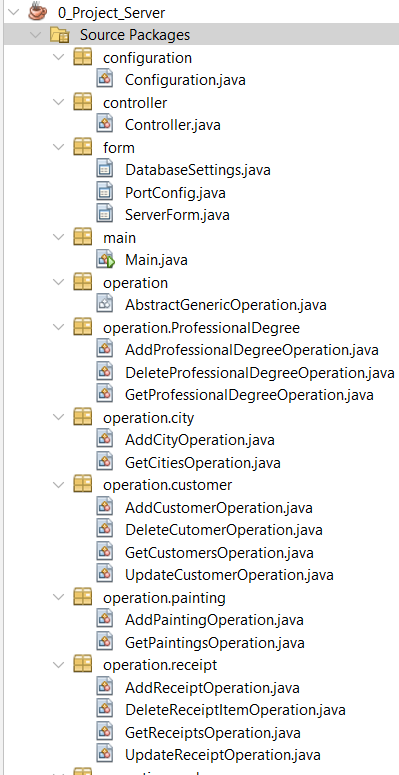 0_Project_Server
Source Packages
configuration
Configuration.java
controller
Controller.java
form
DatabaseSettings.java
PortConfig.java
ServerForm.java
main
Main.java
operation
AbstractGenericOperation.java
operation.ProfessionalDegree
AddProfessionalDegreeOperation.java
DeleteProfessionalDegreeOperation.java
GetProfessionalDegreeOperation.java
operation.city
AddCityOperation.java
GetCitiesOperation.java
operation.customer
AddCustomerOperation.java
DeleteCutomerOperation.java
GetCustomersOperation.java
UpdateCustomerOperation.java
operation.painting
AddPaintingOperation.java
GetPaintingsOperation.java
operation.receipt
AddReceiptOperation.java
DeleteReceiptItemOperation.java
GetReceiptsOperation.java
UpdateReceiptOperation.java